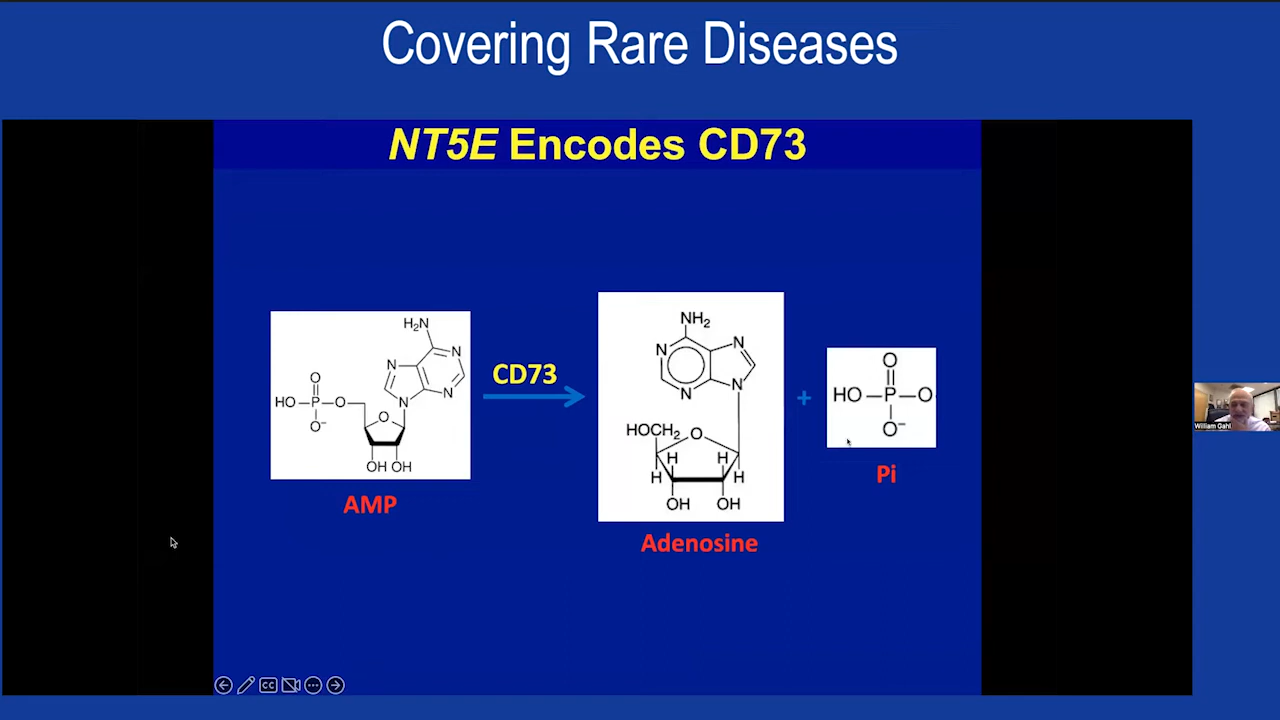 Covering Rare Diseases
NT5E Encodes CD73
H₂N
N
N
N
N
O
HO
P
O
O⁻
O
OH OH
AMP
CD73
NH₂
N
N
N
N
HOCH₂
O
H
H
H
H
OH
OH
Adenosine
+
O
HO
P
O
O⁻
Pi
William Gahl
CC